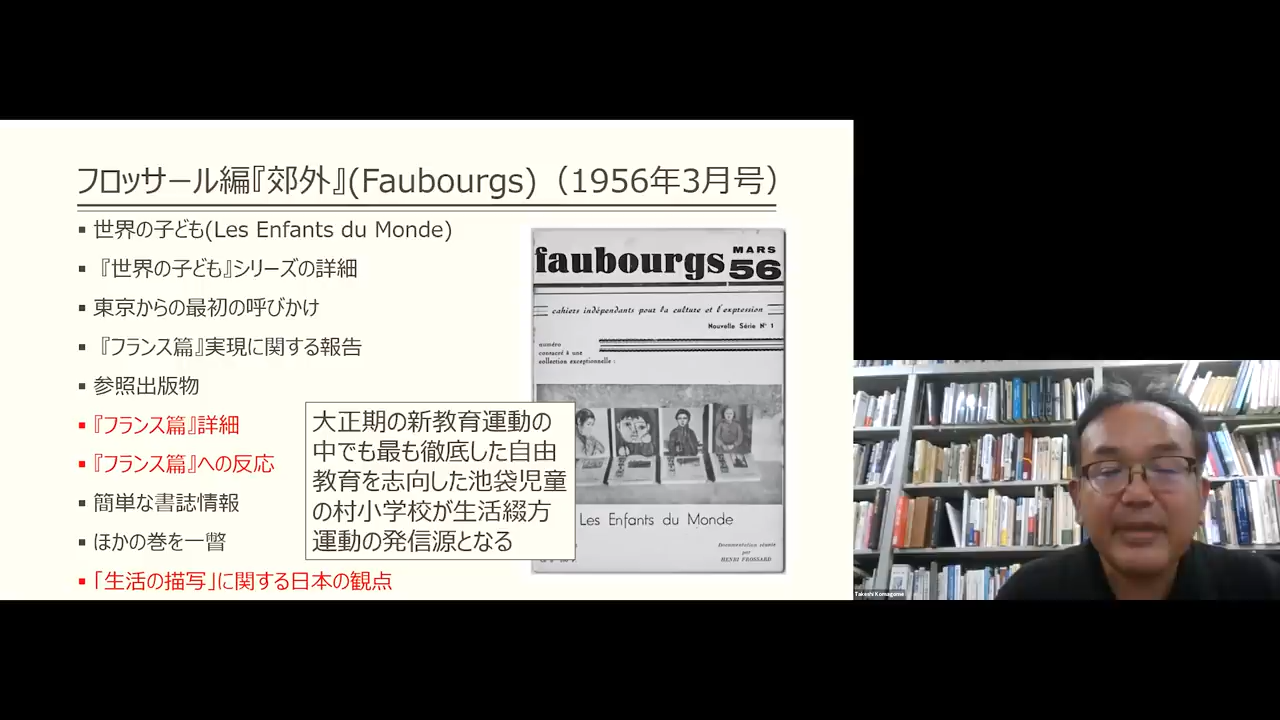 フロッサール編『郊外』(Faubourgs)（1956年3月号）
▪ 世界の子ども(Les Enfants du Monde)
▪ 『世界の子ども』シリーズの詳細
▪ 東京からの最初の呼びかけ
▪ 『フランス篇』実現に関する報告
▪ 参照出版物
▪ 『フランス篇』詳細
▪ 『フランス篇』への反応
▪ 簡単な書誌情報
▪ ほかの巻を一瞥
▪ 「生活の描写」に関する日本の観点
大正期の新教育運動の
中でも最も徹底した自由
教育を志向した池袋児童
の村小学校が生活綴方
運動の発信源となる
faubourgs
MARS
56
cahiers indépendants pour la culture et l'expression
Nouvelle Série N° 1
numéro
consacré à une
collection exceptionnelle :
Les Enfants du Monde
Documentation réunie
par
HENRI FROSSARD
Takeshi Komagome